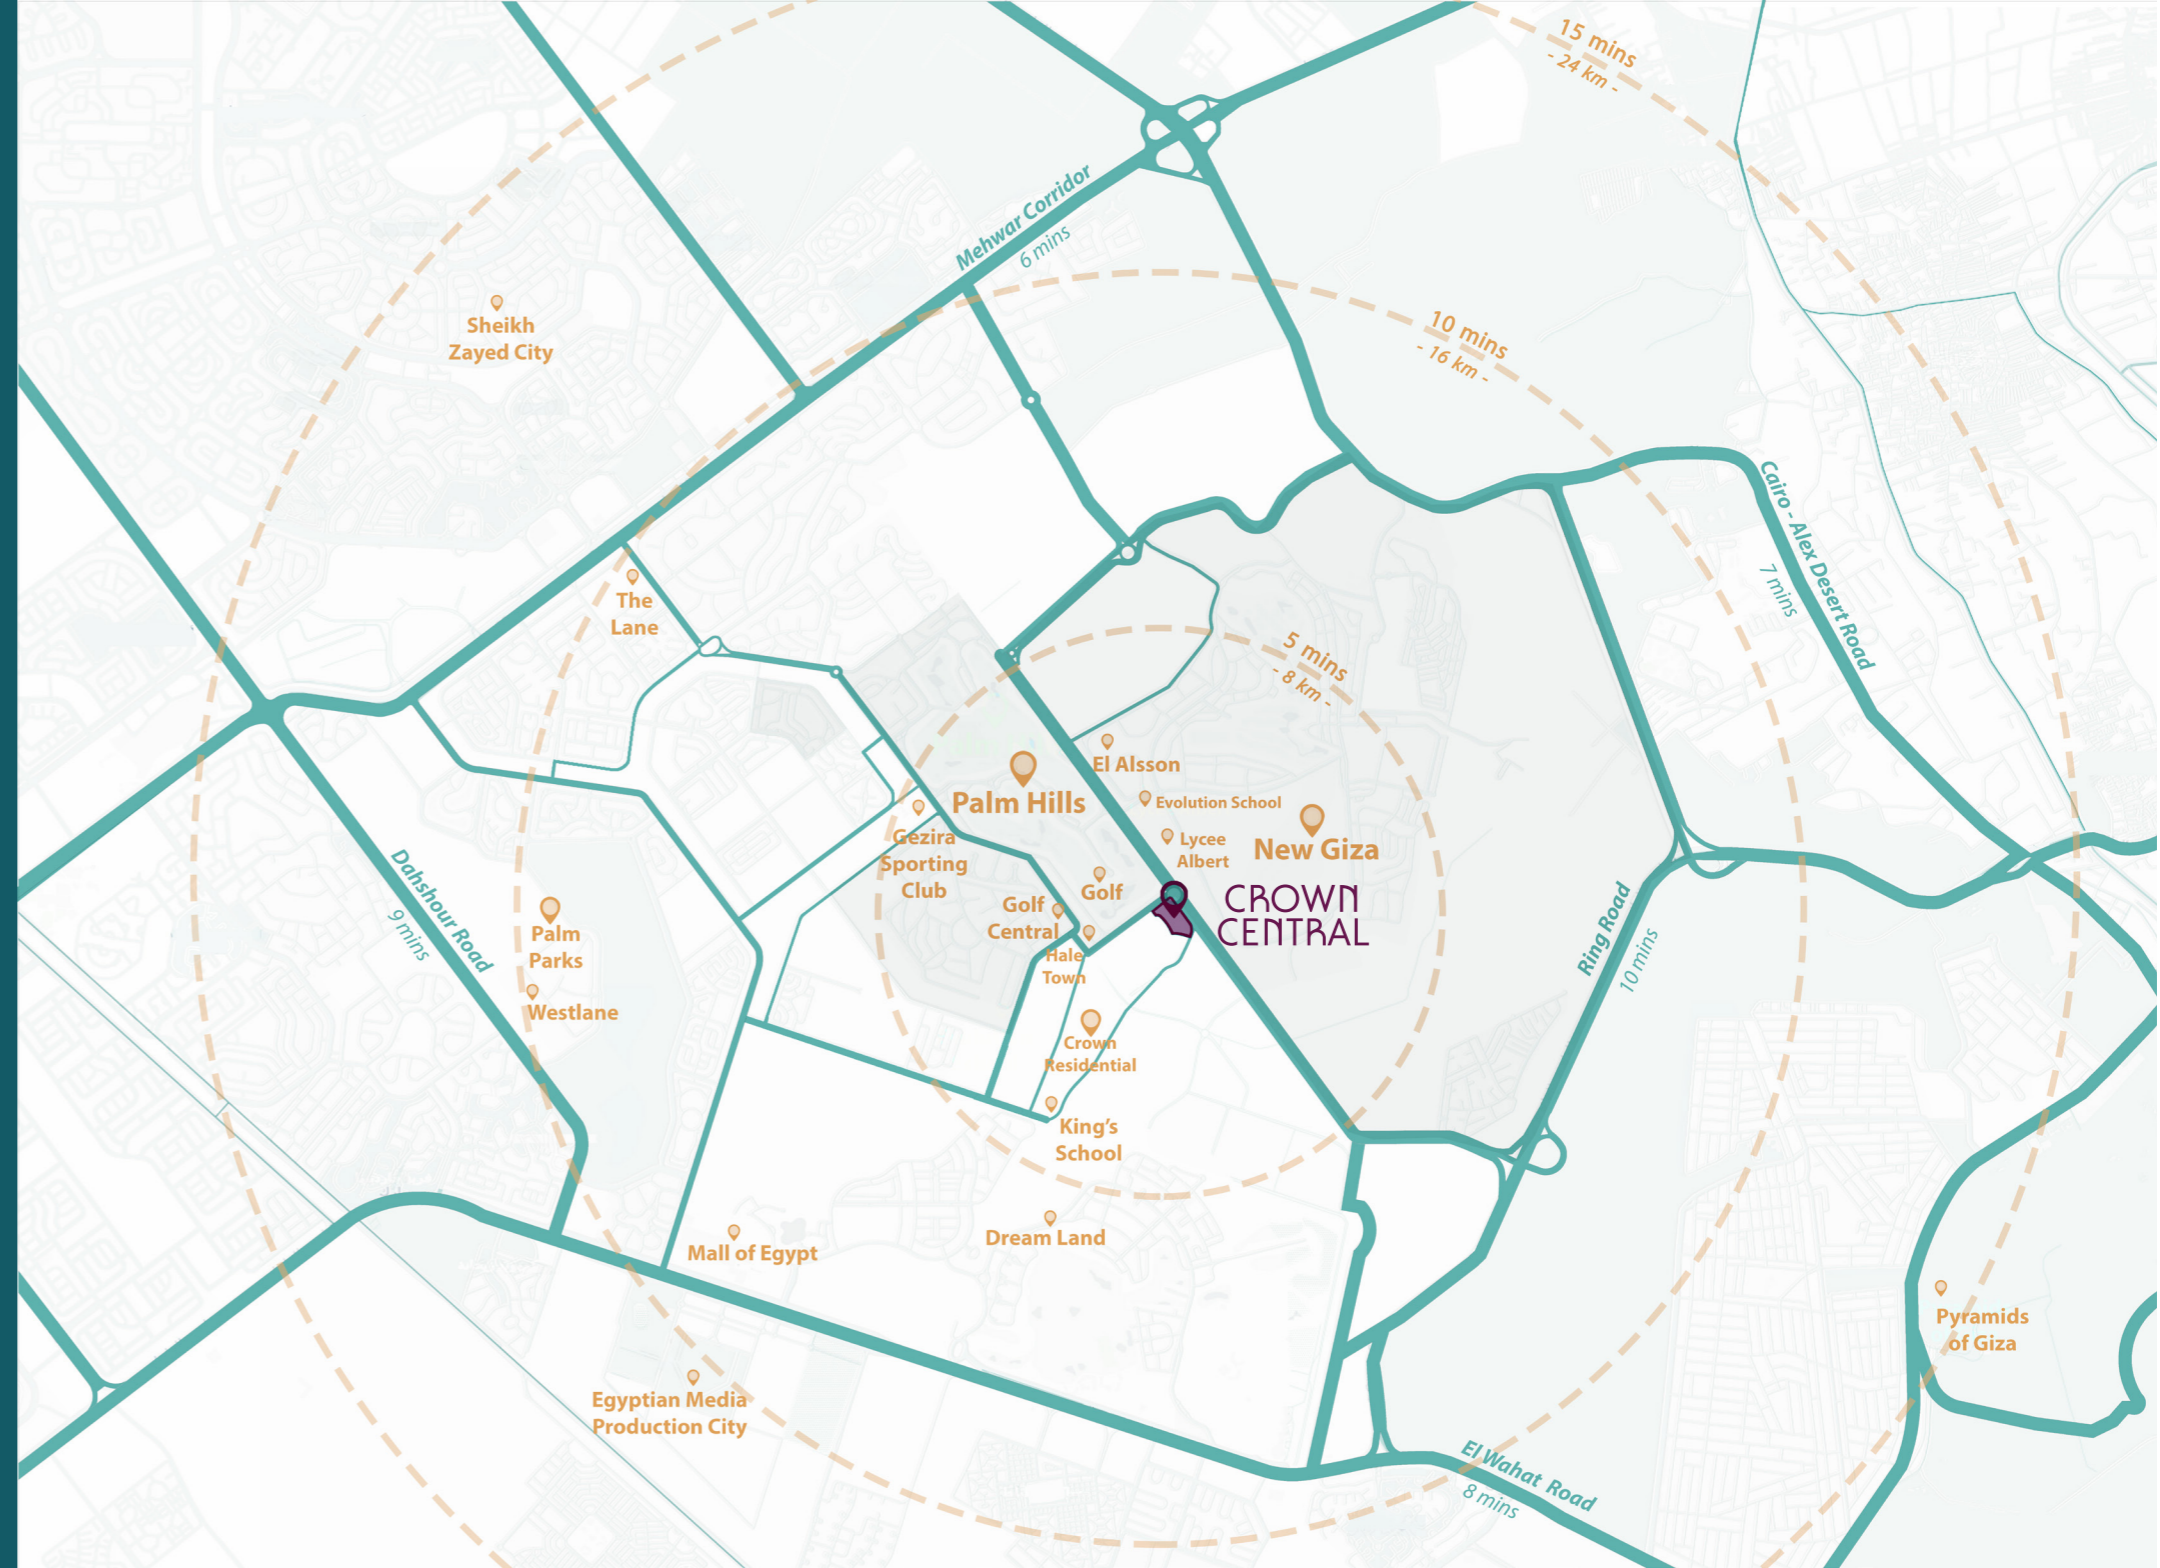 15 mins
- 24 km -
Mehwar Corridor
6 mins
Sheikh
Zayed City
10 mins
- 16 km -
Cairo - Alex Desert Road
7 mins
The
Lane
5 mins
- 8 km -
El Alsson
Palm Hills
Evolution School
New Giza
Lycee
Albert
Gezira
Sporting
Club
Golf
Golf
Central
CROWN
CENTRAL
Hale
Town
Dahshour Road
9 mins
Palm
Parks
Westlane
Ring Road
10 mins
Crown
Residential
King's
School
Mall of Egypt
Dream Land
Pyramids
of Giza
Egyptian Media
Production City
El Wahat Road
8 mins